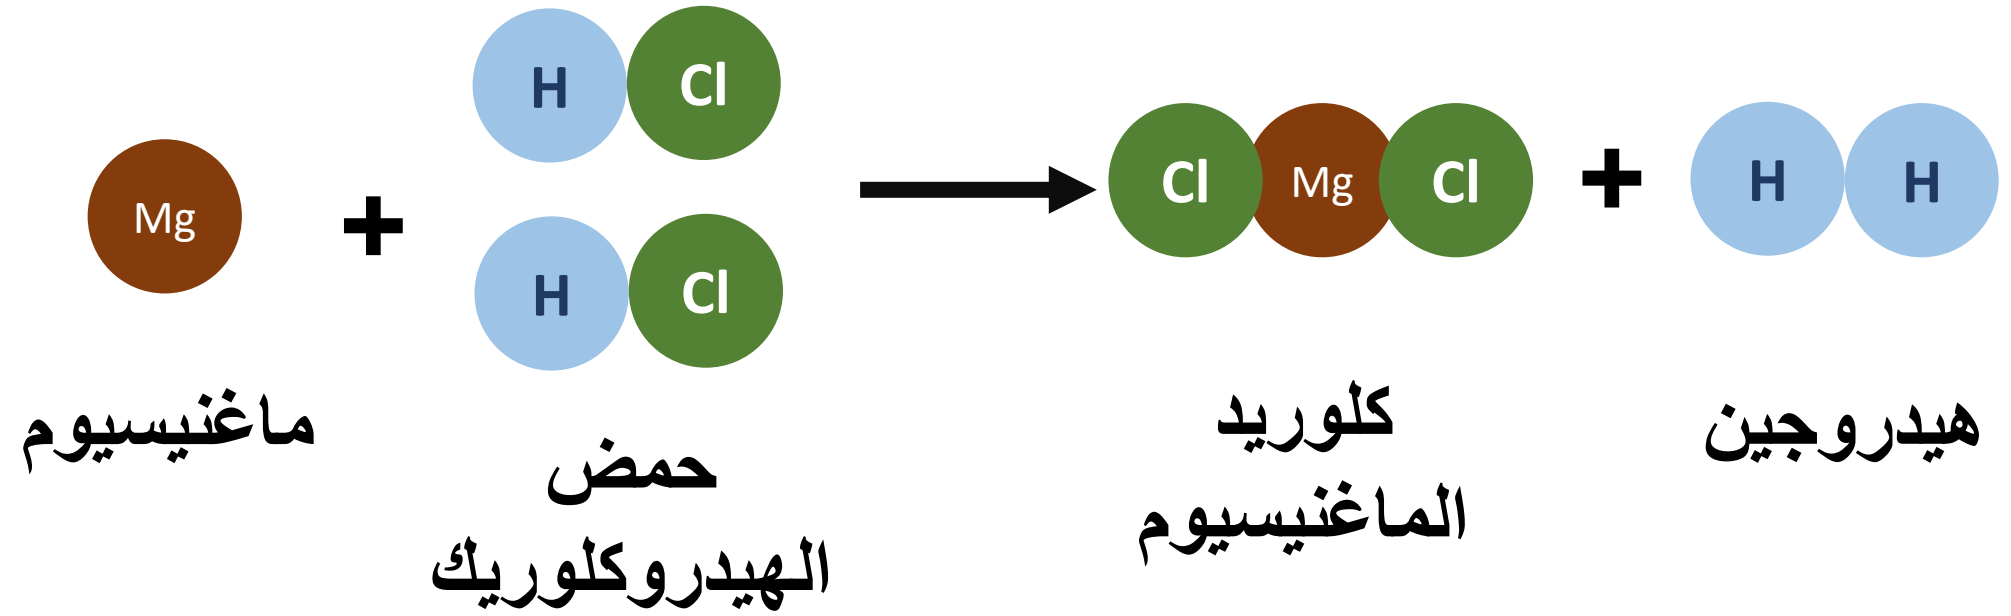 H Cl
Mg + H Cl
Cl Mg Cl + H H
ماغنيسيوم
حمض
الهيدروكلوريك
كلوريد
الماغنيسيوم
هيدروجين